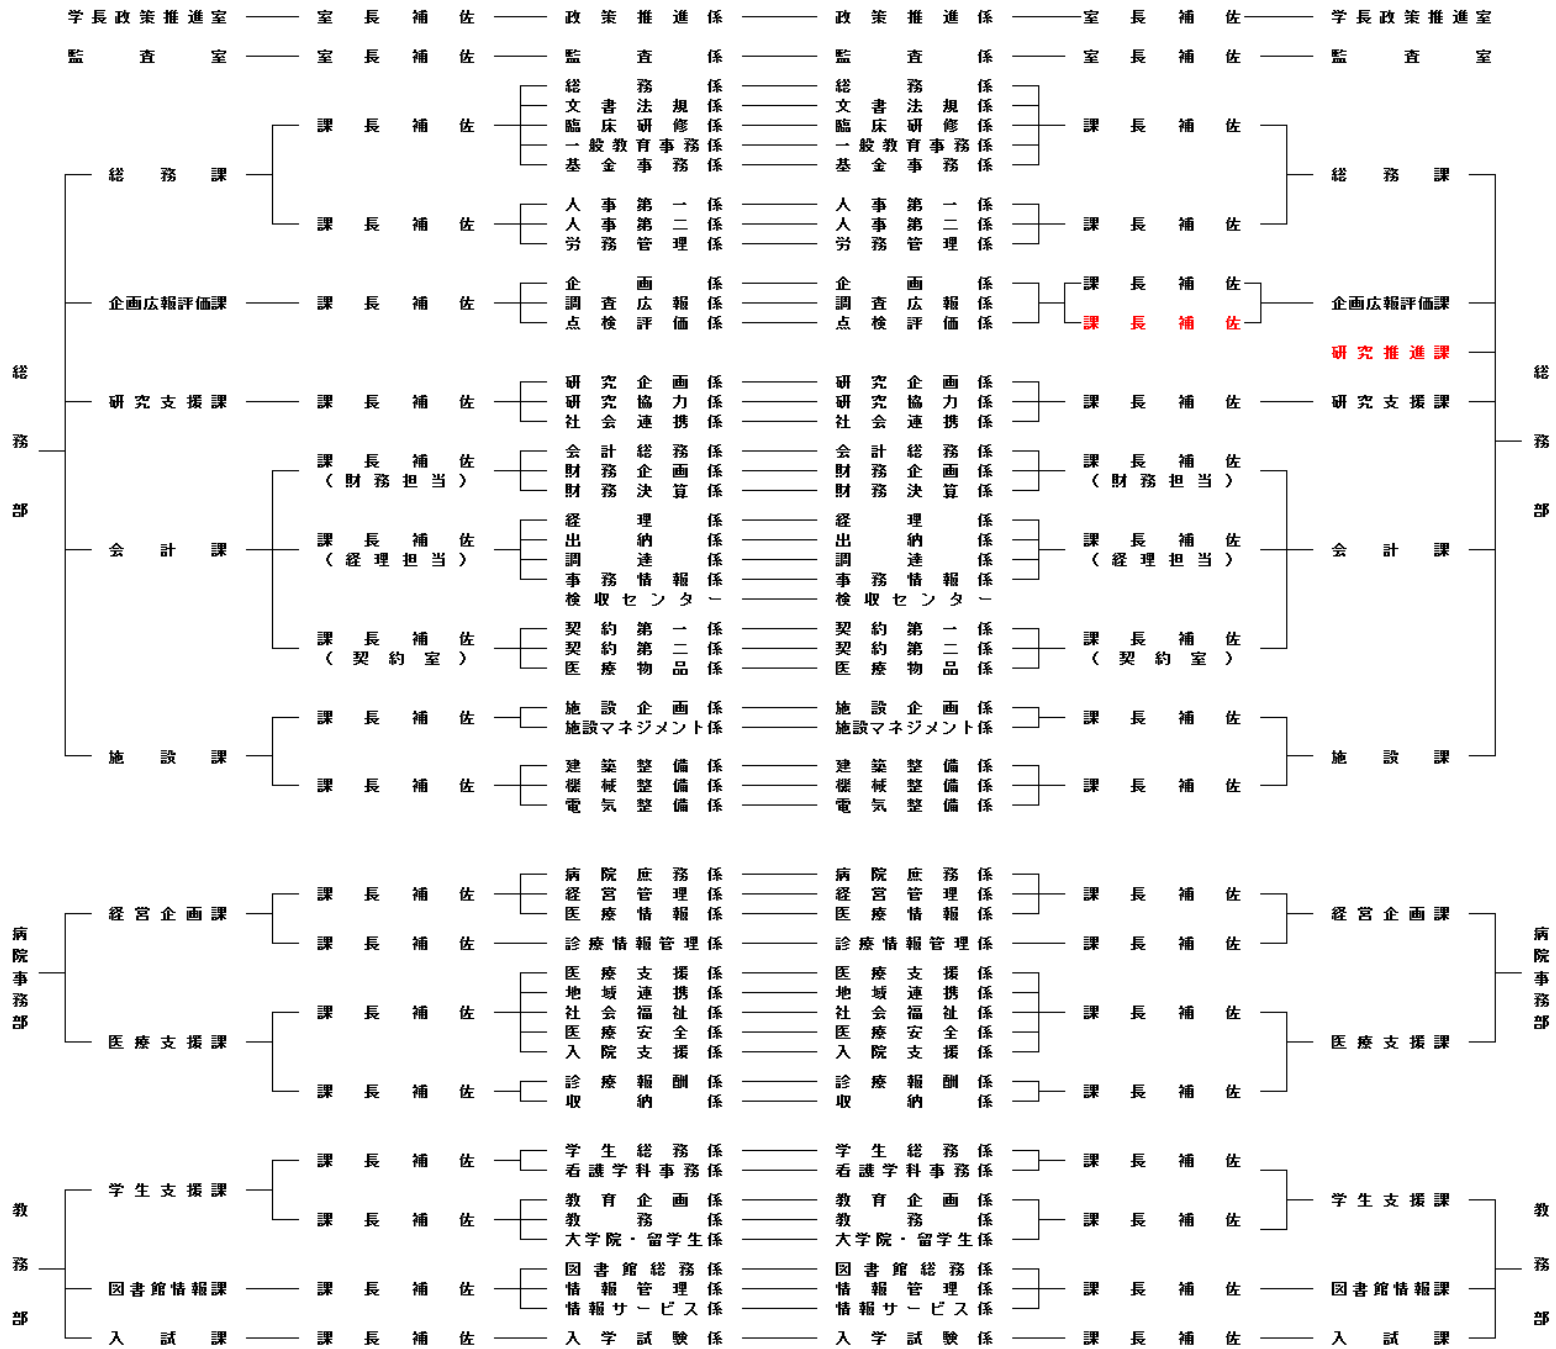 学長政策推進室 室長補佐 政策推進係 政策推進係 室長補佐 学長政策推進室
監査室 室長補佐 監査係 監査係 室長補佐 監査室
総務係 総務係
文書法規係 文書法規係
課長補佐 臨床研修係 臨床研修係 課長補佐
一般教育事務係 一般教育事務係
基金事務係 基金事務係
総務課 総務課
人事第一係 人事第一係
課長補佐 人事第二係 人事第二係 課長補佐
労務管理係 労務管理係
企画係 企画係 課長補佐
企画広報評価課 課長補佐 調査広報係 調査広報係 企画広報評価課
点検評価係 点検評価係 課長補佐
研究推進課
総務部 総務部
研究企画係 研究企画係
研究支援課 課長補佐 研究協力係 研究協力係 課長補佐 研究支援課
社会連携係 社会連携係
会計総務係 会計総務係
課長補佐 課長補佐
(財務担当) 財務企画係 財務企画係 (財務担当)
財務決算係 財務決算係
経理係 経理係
課長補佐 出納係 出納係 課長補佐
会計課 会計課
(経理担当) 調達係 調達係 (経理担当)
事務情報係 事務情報係
検収センター 検収センター
契約第一係 契約第一係
課長補佐 課長補佐
(契約室) 契約第二係 契約第二係 (契約室)
医療物品係 医療物品係
課長補佐 施設企画係 施設企画係 課長補佐
施設マネジメント係 施設マネジメント係
施設課 施設課
建築整備係 建築整備係
課長補佐 機械整備係 機械整備係 課長補佐
電気整備係 電気整備係
病院庶務係 病院庶務係
課長補佐 経営管理係 経営管理係 課長補佐
経営企画課 医療情報係 医療情報係 経営企画課
課長補佐 診療情報管理係 診療情報管理係 課長補佐
病院事務部 病院事務部
医療支援係 医療支援係
地域連携係 地域連携係
課長補佐 社会福祉係 社会福祉係 課長補佐
医療安全係 医療安全係
医療支援課 医療支援課
入院支援係 入院支援係
課長補佐 診療報酬係 診療報酬係 課長補佐
収納係 収納係
課長補佐 学生総務係 学生総務係 課長補佐
看護学科事務係 看護学科事務係
学生支援課 学生支援課
教育企画係 教育企画係
課長補佐 教務係 教務係 課長補佐
大学院・留学生係 大学院・留学生係
教務部 教務部
図書館総務係 図書館総務係
図書館情報課 課長補佐 情報管理係 情報管理係 課長補佐 図書館情報課
情報サービス係 情報サービス係
入試課 課長補佐 入学試験係 入学試験係 課長補佐 入試課